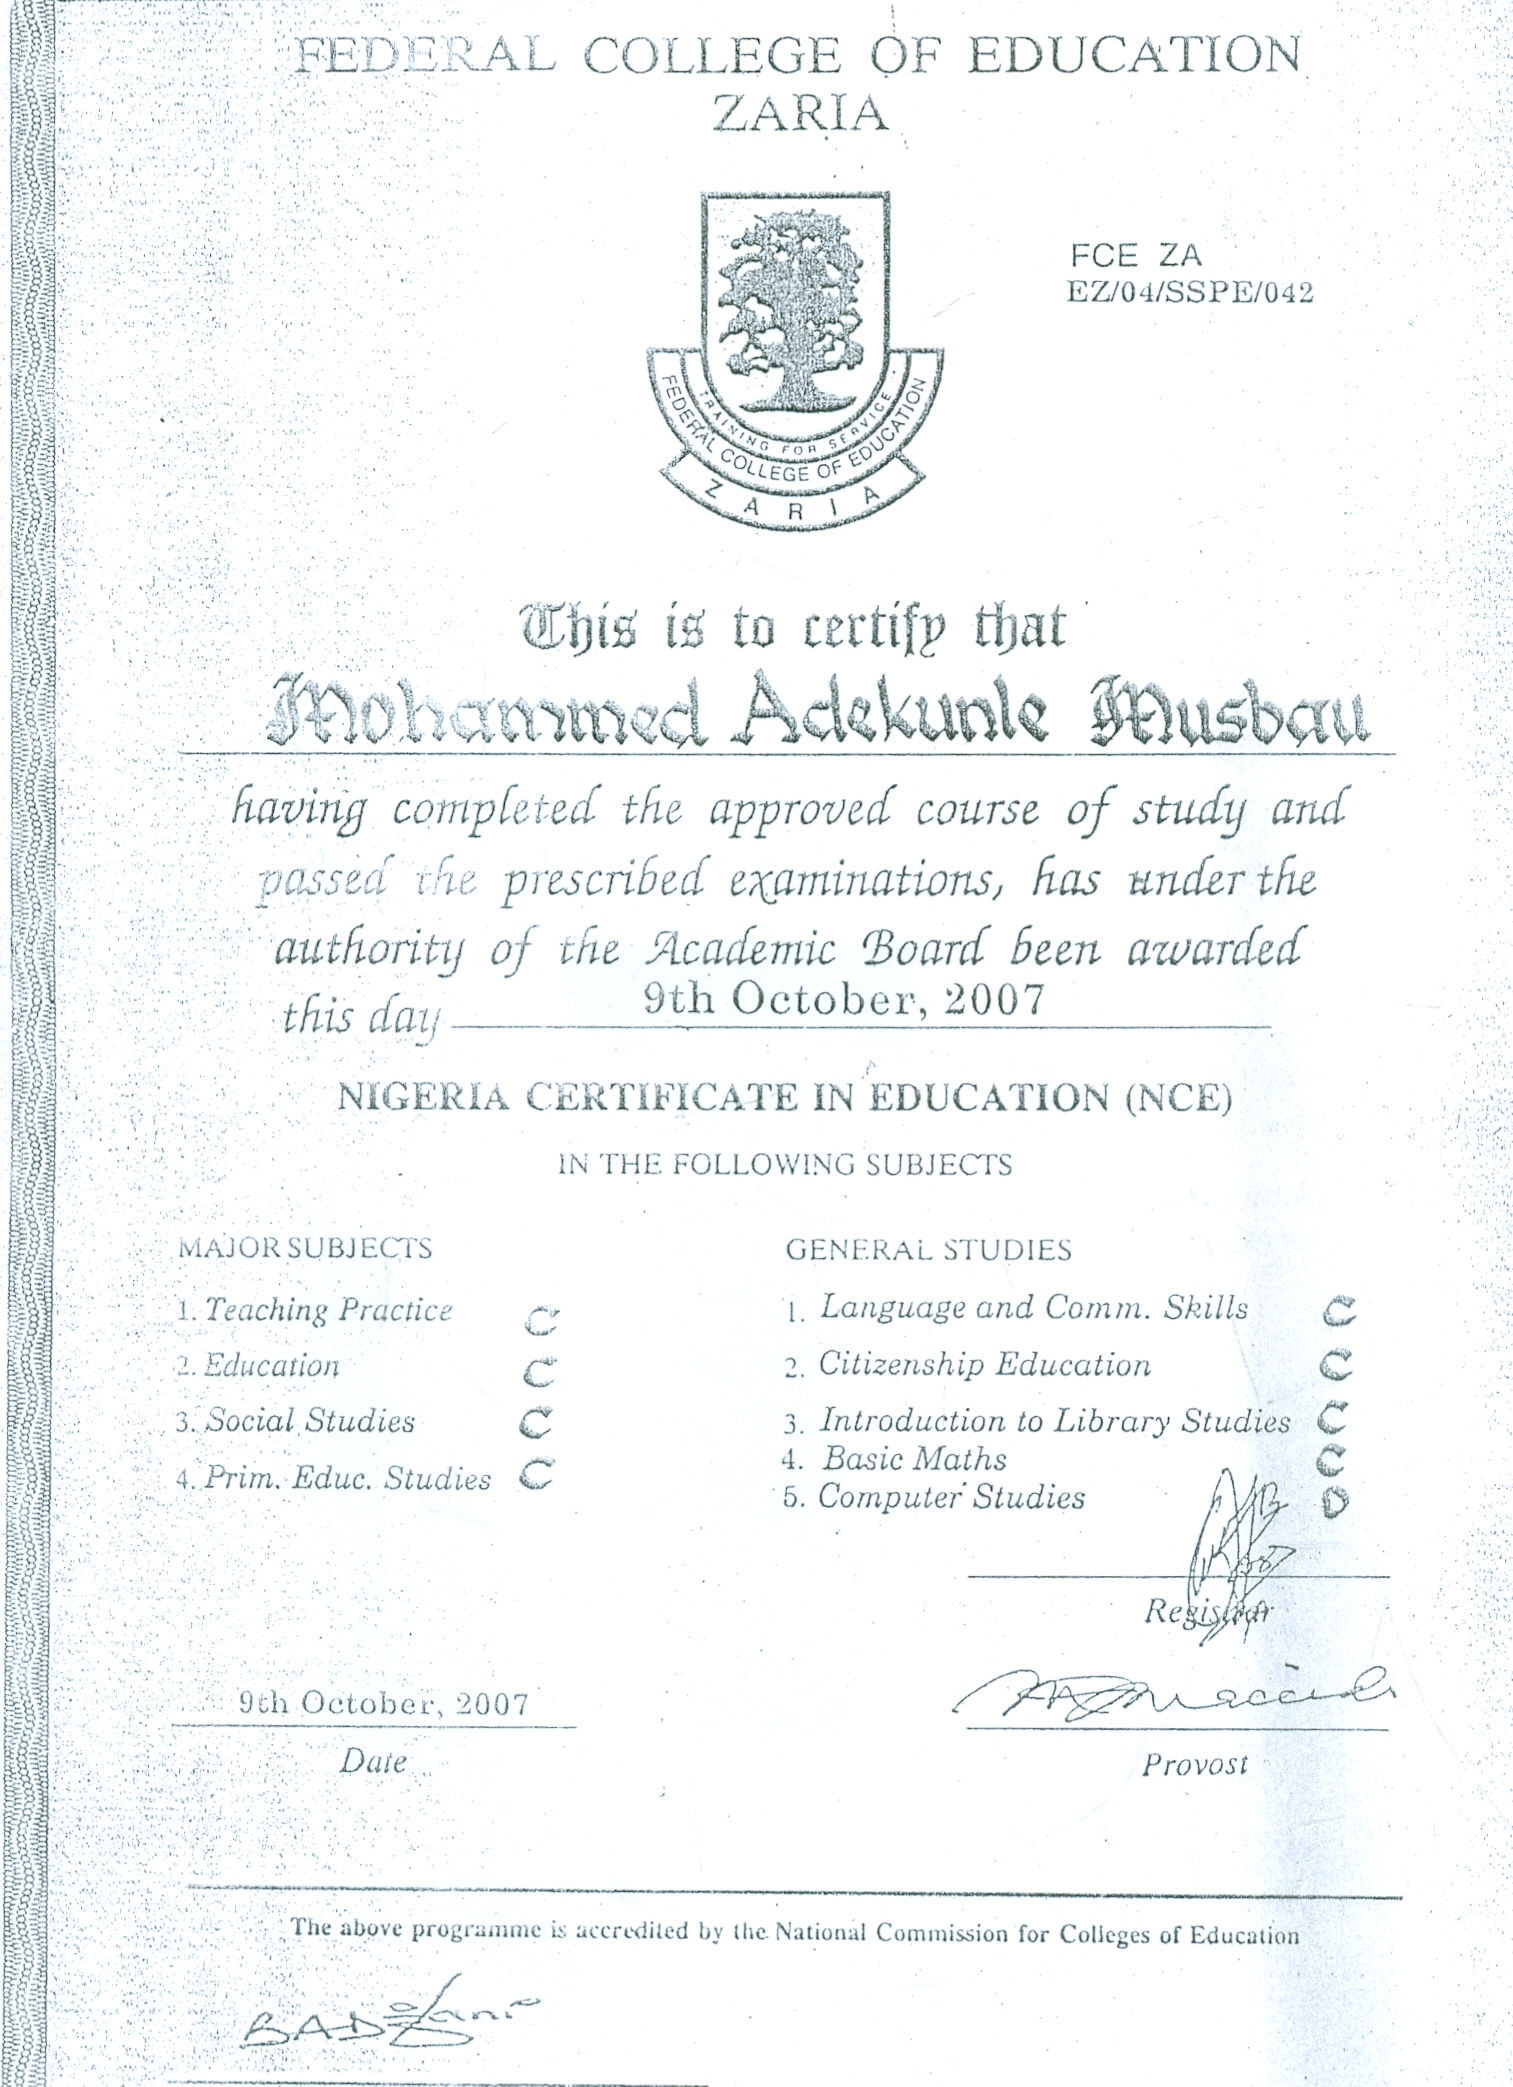 FEDERAL COLLEGE OF EDUCATION
ZARIA
FCE ZA
EZ/04/SSPE/042
TRAINING FOR SERVICE
FEDERAL COLLEGE OF EDUCATION
ZARIA
This is to certify that
Mohammed Adekunle Musbau
having completed the approved course of study and
passed the prescribed examinations, has under the
authority of the Academic Board been awarded
this day 9th October, 2007
NIGERIA CERTIFICATE IN EDUCATION (NCE)
IN THE FOLLOWING SUBJECTS
MAJOR SUBJECTS
1. Teaching Practice C
2. Education C
3. Social Studies C
4. Prim. Educ. Studies C
GENERAL STUDIES
1. Language and Comm. Skills C
2. Citizenship Education C
3. Introduction to Library Studies C
4. Basic Maths C
5. Computer Studies D
Registrar
9th October, 2007
Date
Provost
The above programme is accredited by the National Commission for Colleges of Education